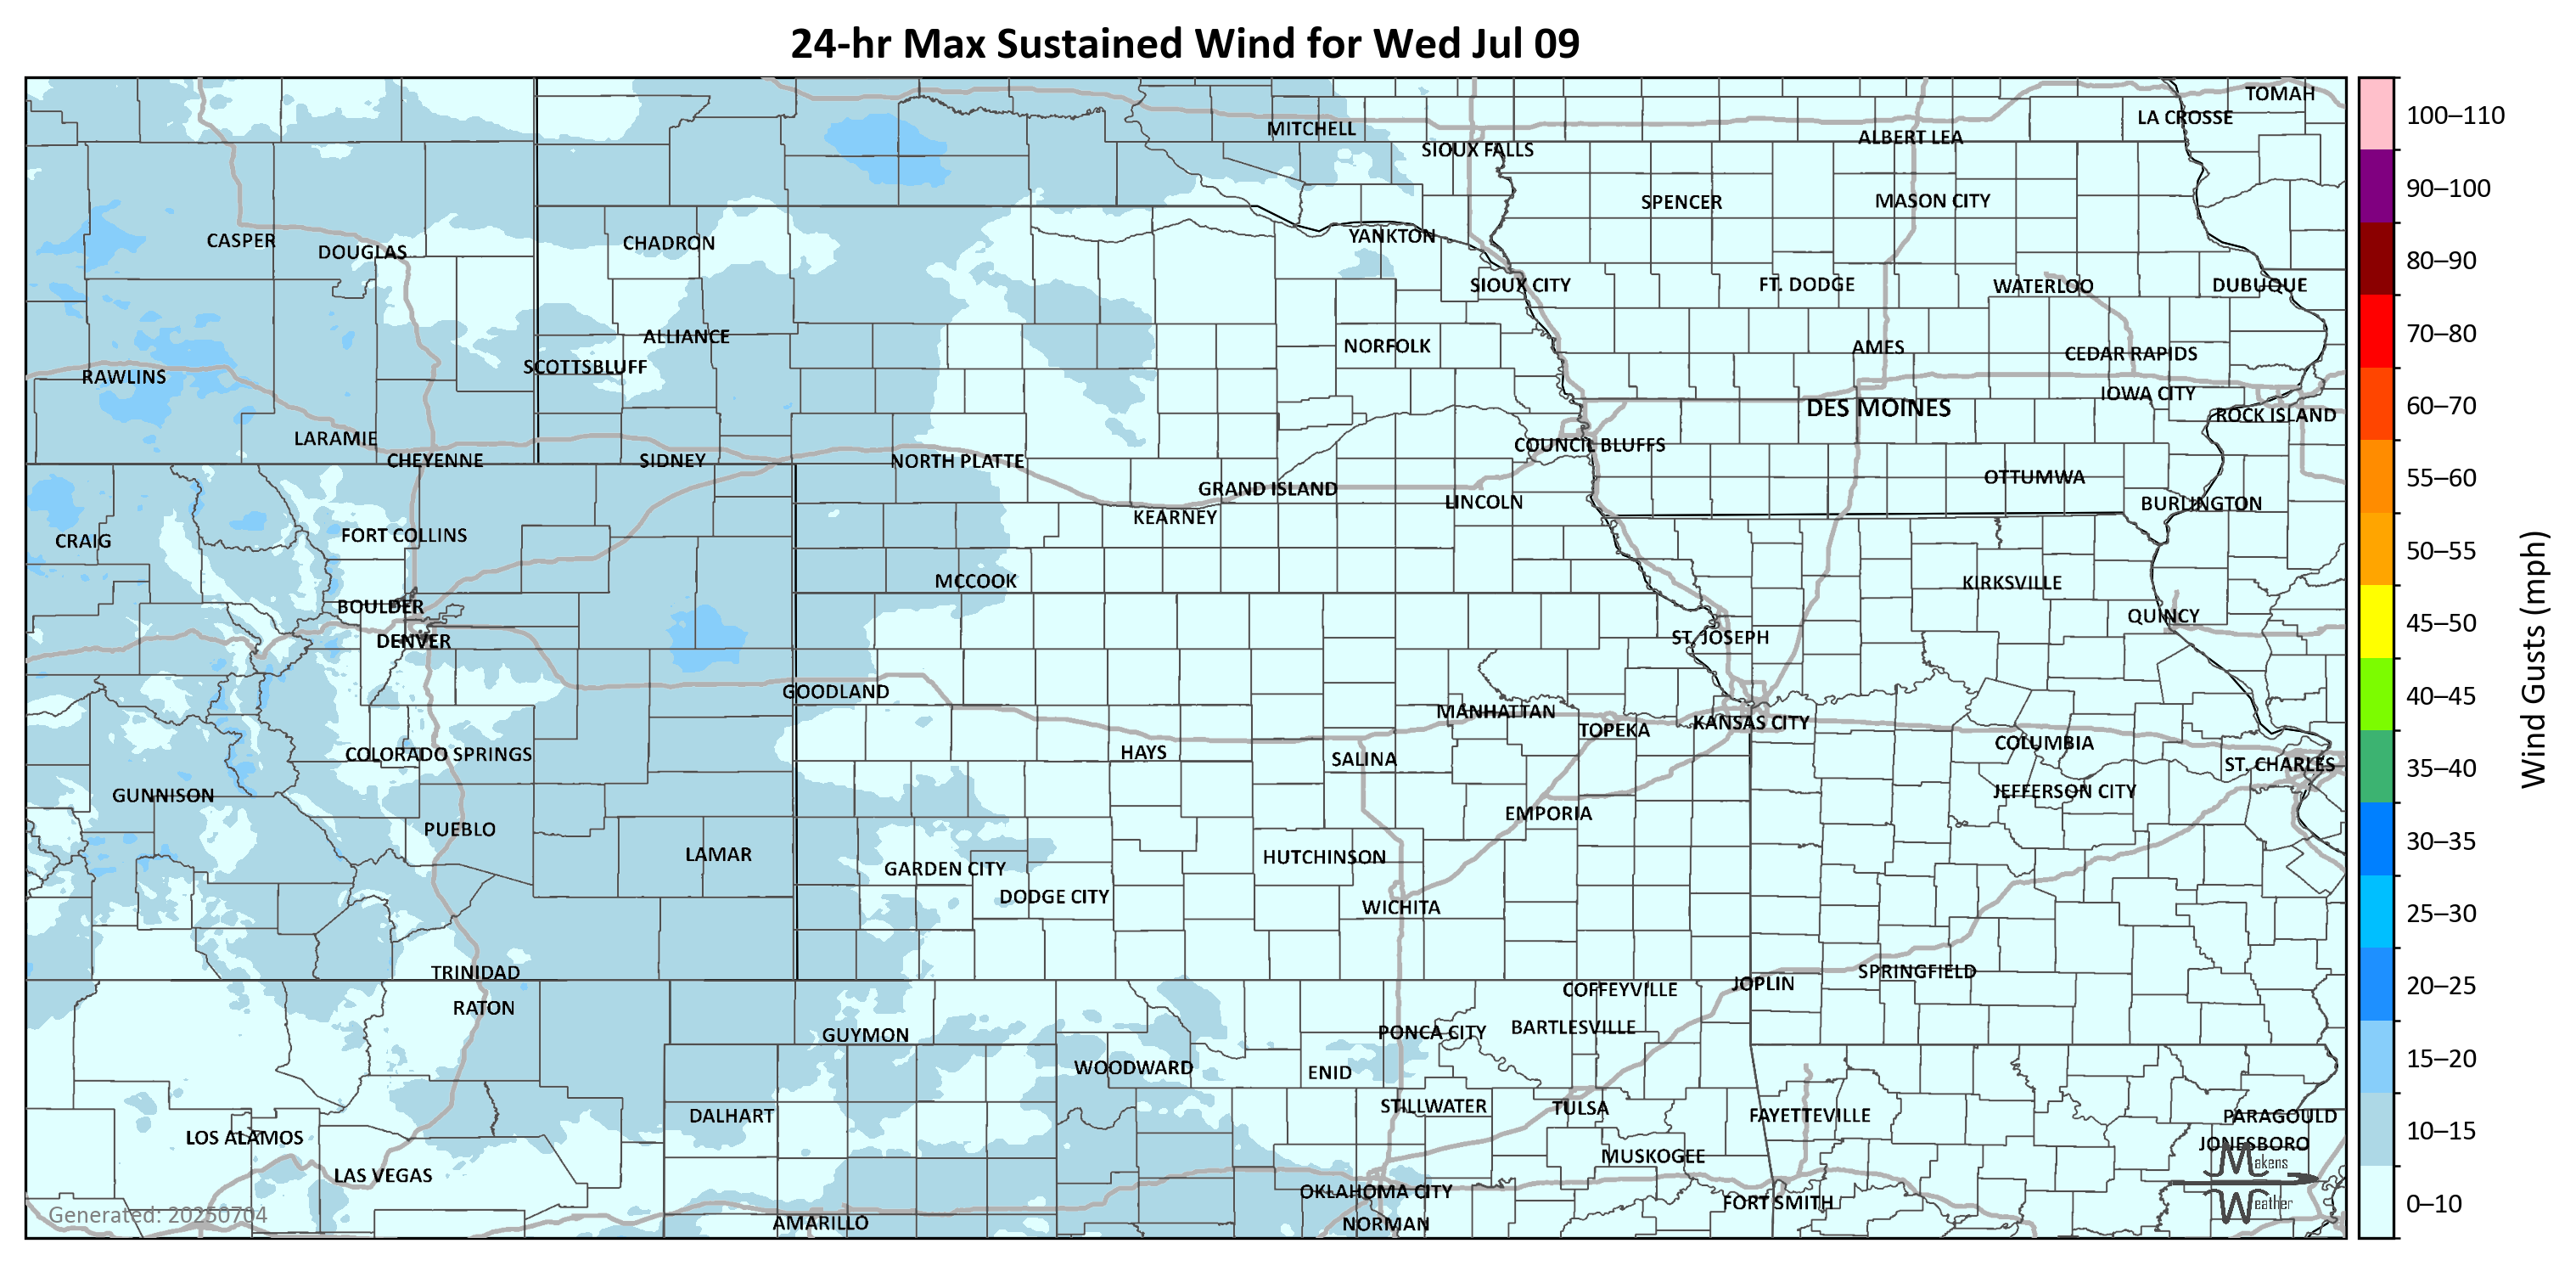 24-hr Max Sustained Wind for Wed Jul 09
TOMAH
LA CROSSE
MITCHELL
ALBERT LEA
SIOUX FALLS
SPENCER
MASON CITY
YANKTON
CASPER
CHADRON
DOUGLAS
SIOUX CITY
FT. DODGE
WATERLOO
DUBUQUE
ALLIANCE
NORFOLK
AMES
CEDAR RAPIDS
SCOTTSBLUFF
RAWLINS
IOWA CITY
DES MOINES
ROCK ISLAND
LARAMIE
COUNCIL BLUFFS
CHEYENNE
SIDNEY
NORTH PLATTE
OTTUMWA
GRAND ISLAND
LINCOLN
BURLINGTON
KEARNEY
FORT COLLINS
CRAIG
MCCOOK
KIRKSVILLE
BOULDER
QUINCY
DENVER
ST. JOSEPH
GOODLAND
MANHATTAN
KANSAS CITY
TOPEKA
COLUMBIA
COLORADO SPRINGS
HAYS
SALINA
ST. CHARLES
GUNNISON
JEFFERSON CITY
EMPORIA
PUEBLO
LAMAR
HUTCHINSON
GARDEN CITY
DODGE CITY
WICHITA
TRINIDAD
SPRINGFIELD
JOPLIN
COFFEYVILLE
RATON
GUYMON
PONCA CITY
BARTLESVILLE
WOODWARD
ENID
STILLWATER
TULSA
DALHART
FAYETTEVILLE
PARAGOULD
LOS ALAMOS
JONESBORO
MUSKOGEE
LAS VEGAS
OKLAHOMA CITY
FORT SMITH
AMARILLO
NORMAN
Generated: 20250704
Makens
Weather
100–110
90–100
80–90
70–80
60–70
55–60
50–55
45–50
40–45
35–40
30–35
25–30
20–25
15–20
10–15
0–10
Wind Gusts (mph)